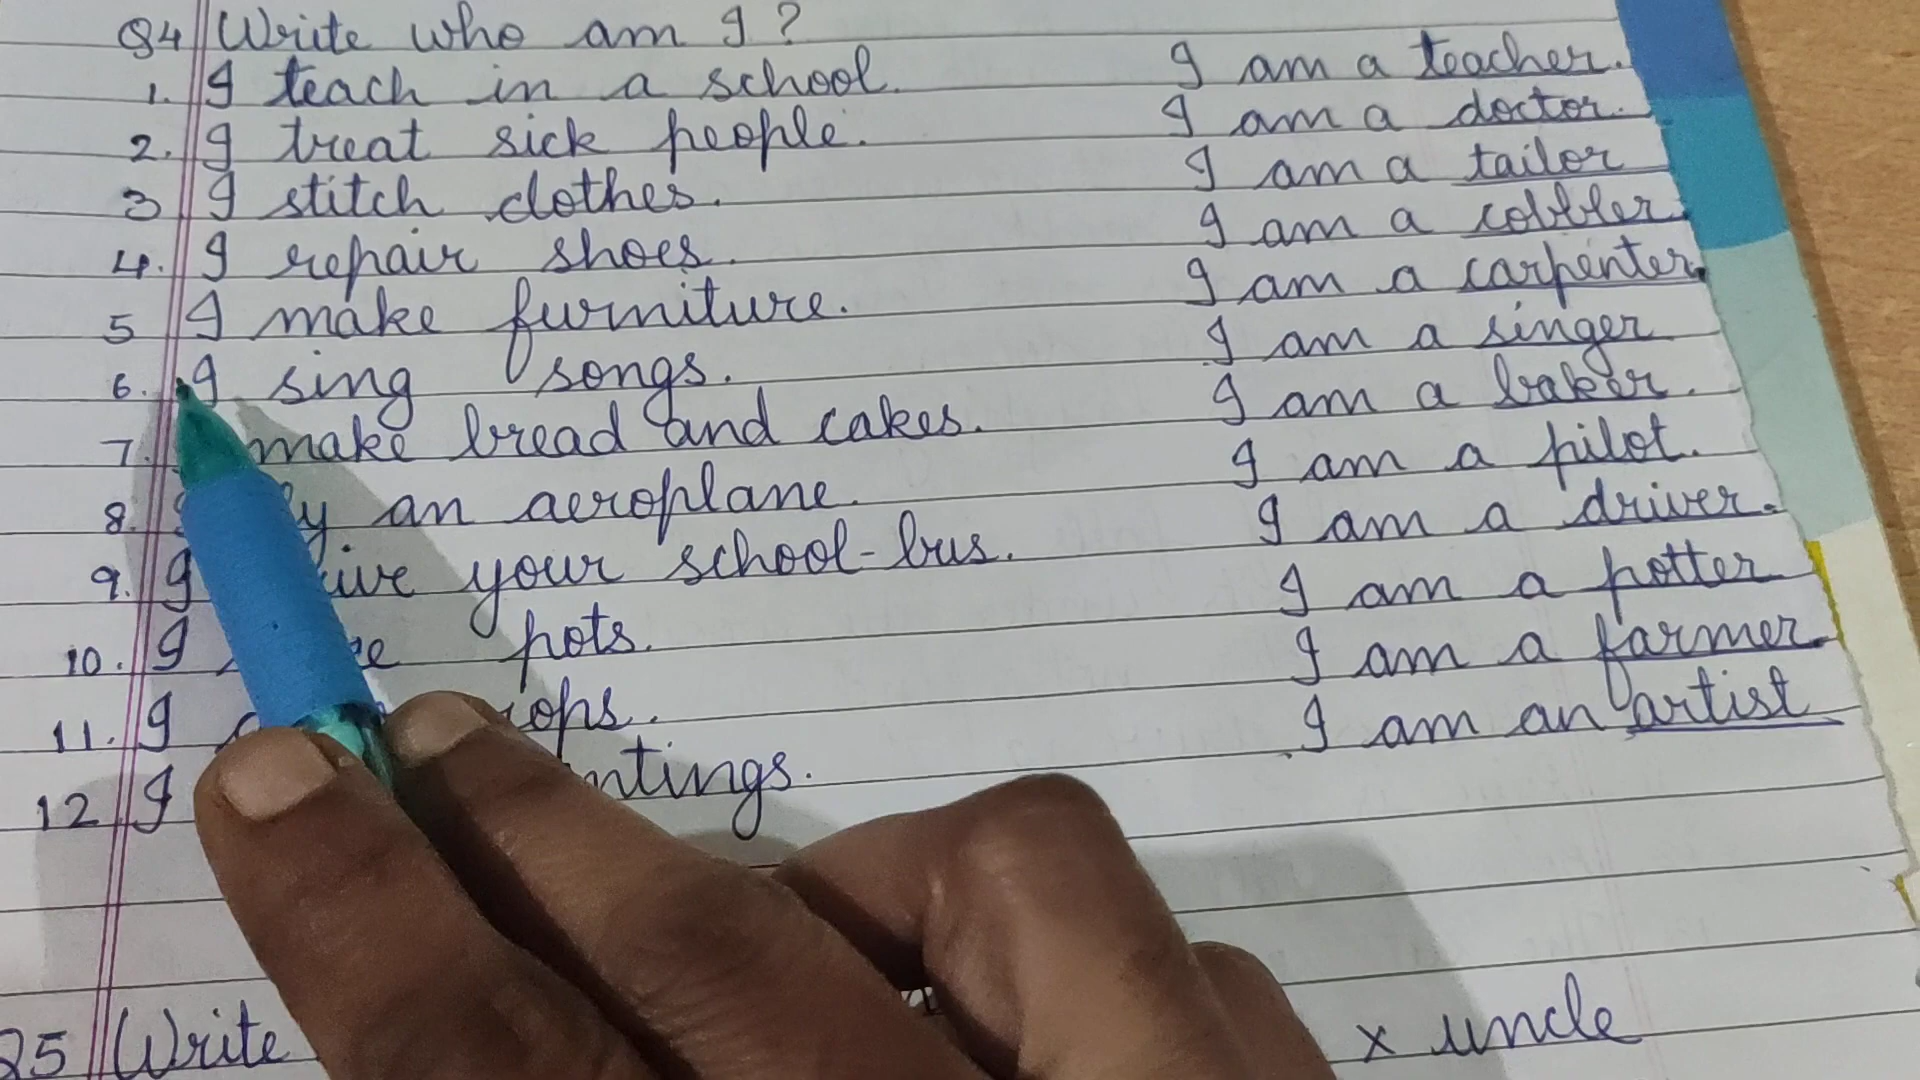 Q4 Write who am I?
1. I teach in a school. I am a teacher.
2. I treat sick people. I am a doctor.
3 I stitch clothes. I am a tailor
4. I repair shoes. I am a cobbler.
5 I make furniture. I am a carpenter.
6. I sing songs. I am a singer
7. make bread and cakes. I am a baker.
8. an aeroplane. I am a pilot.
9. I your school-bus. I am a driver.
10. I pots. I am a potter
11. I I am a farmer.
12 I I am an artist
Q5 Write x uncle